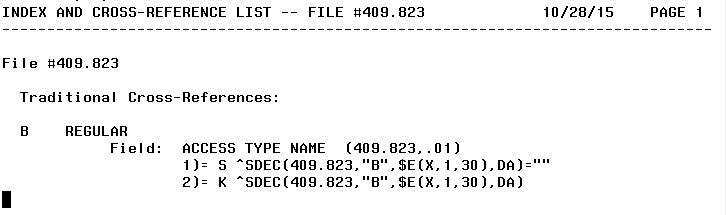 INDEX AND CROSS-REFERENCE LIST -- FILE #409.823 10/28/15 PAGE 1
--------------------------------------------------------------------------------
File #409.823
Traditional Cross-References:
B REGULAR
Field: ACCESS TYPE NAME (409.823,.01)
1)= S ^SDEC(409.823,"B",$E(X,1,30),DA)=""
2)= K ^SDEC(409.823,"B",$E(X,1,30),DA)